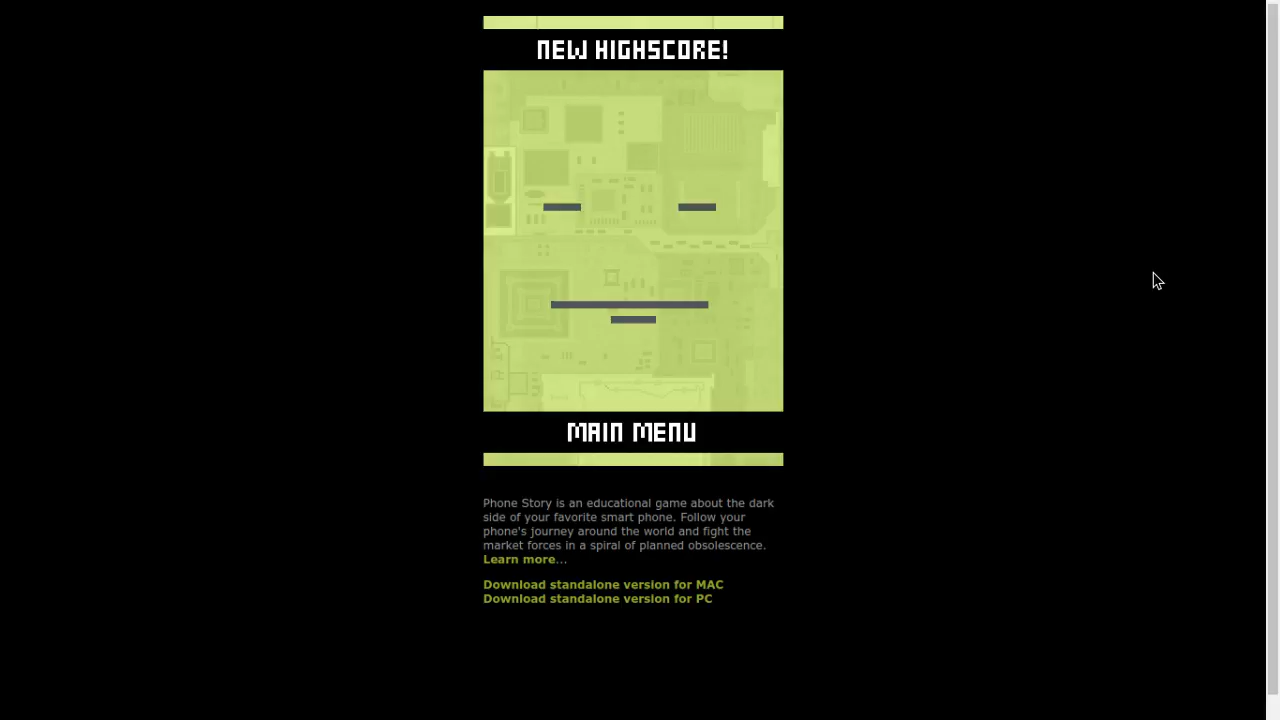 NEW HIGHSCORE!
MAIN MENU
Phone Story is an educational game about the dark
side of your favorite smart phone. Follow your
phone's journey around the world and fight the
market forces in a spiral of planned obsolescence.
Learn more...
Download standalone version for MAC
Download standalone version for PC